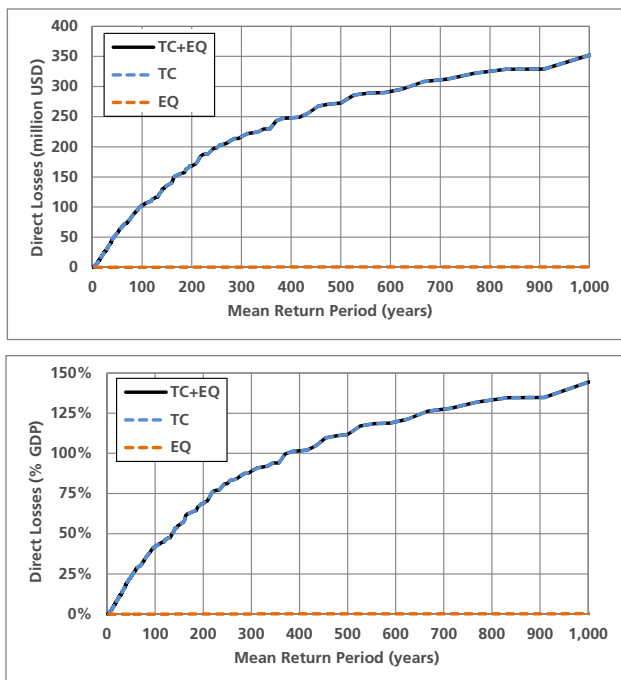 400
350
300
250
200
150
100
50
0
Direct Losses (million USD)
TC+EQ
TC
EQ
0 100 200 300 400 500 600 700 800 900 1,000
Mean Return Period (years)
150%
125%
100%
75%
50%
25%
0%
Direct Losses (% GDP)
TC+EQ
TC
EQ
0 100 200 300 400 500 600 700 800 900 1,000
Mean Return Period (years)